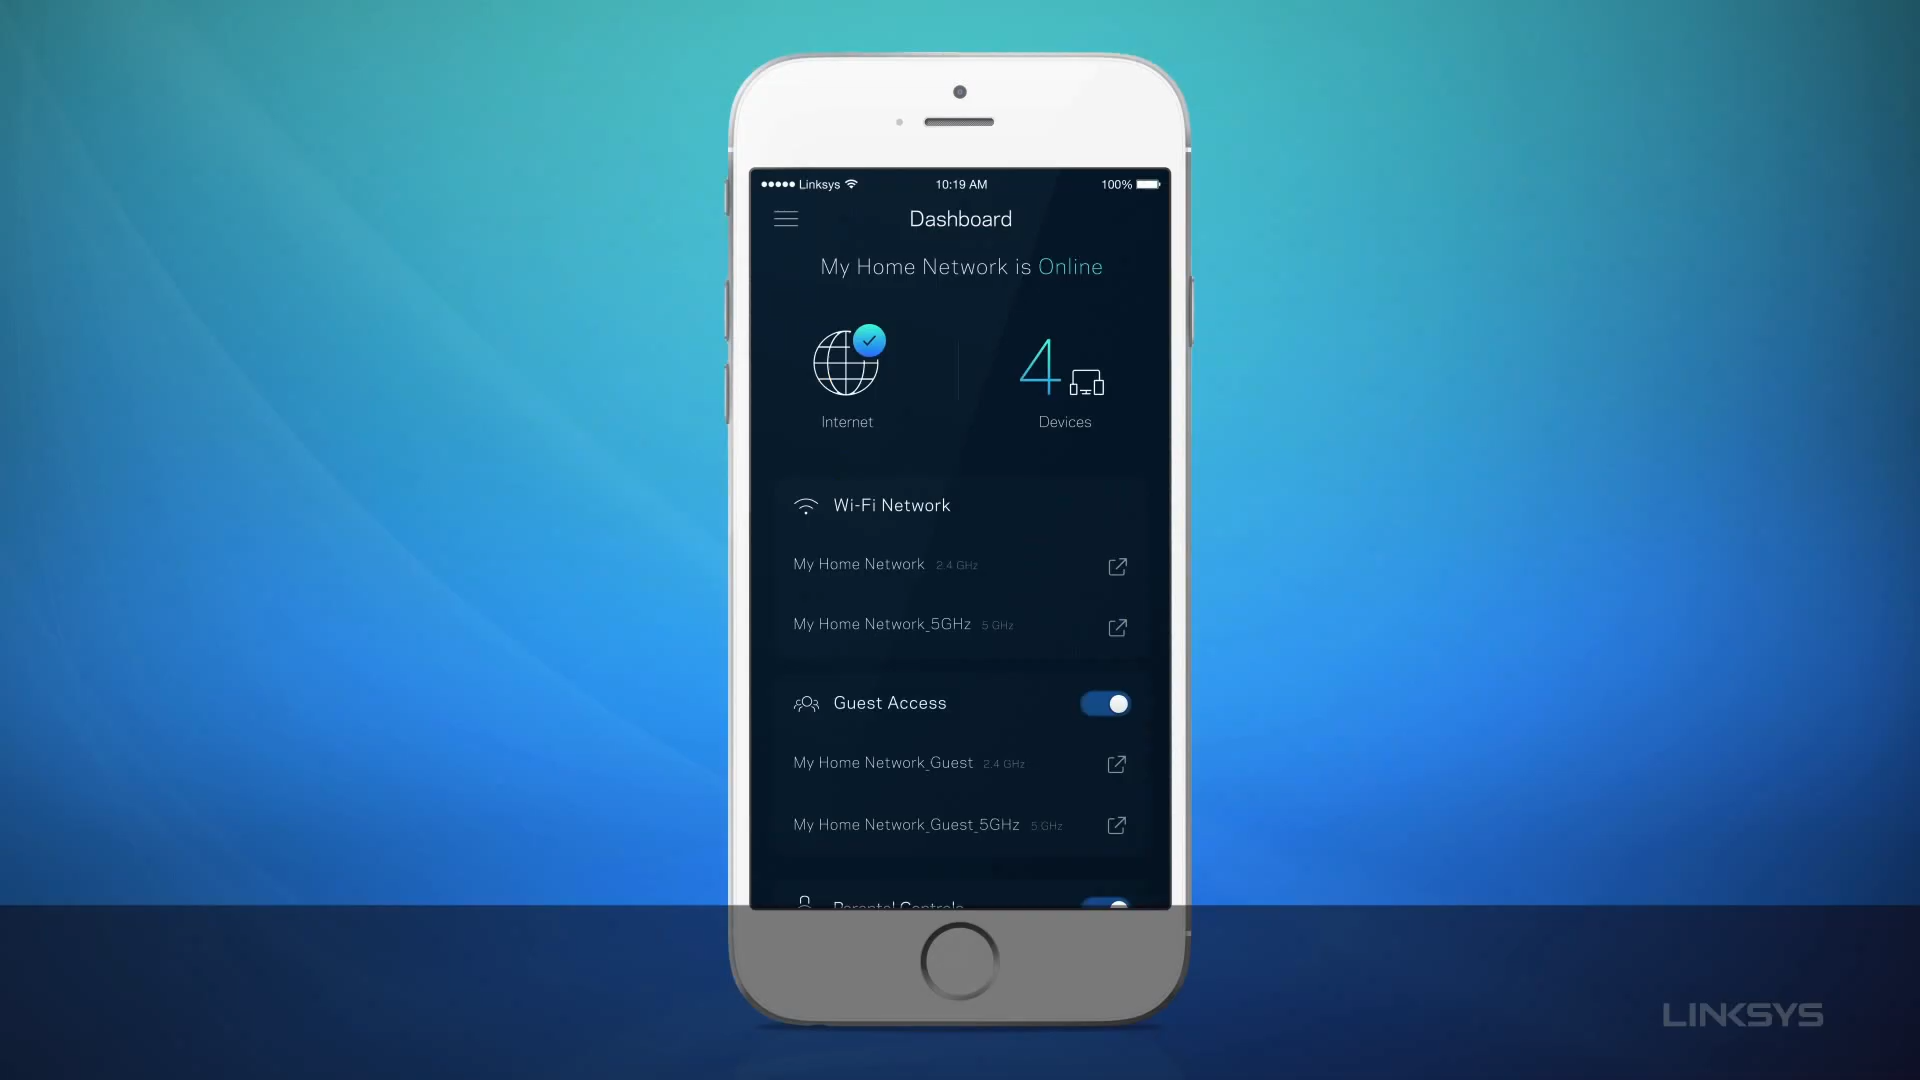 Linksys 10:19 AM 100%
Dashboard
My Home Network is Online
4
Internet Devices
Wi-Fi Network
My Home Network 2.4 GHz
My Home Network_5GHz 5 GHz
Guest Access
My Home Network_Guest 2.4 GHz
My Home Network_Guest_5GHz 5 GHz
Parental Controls
LINKSYS